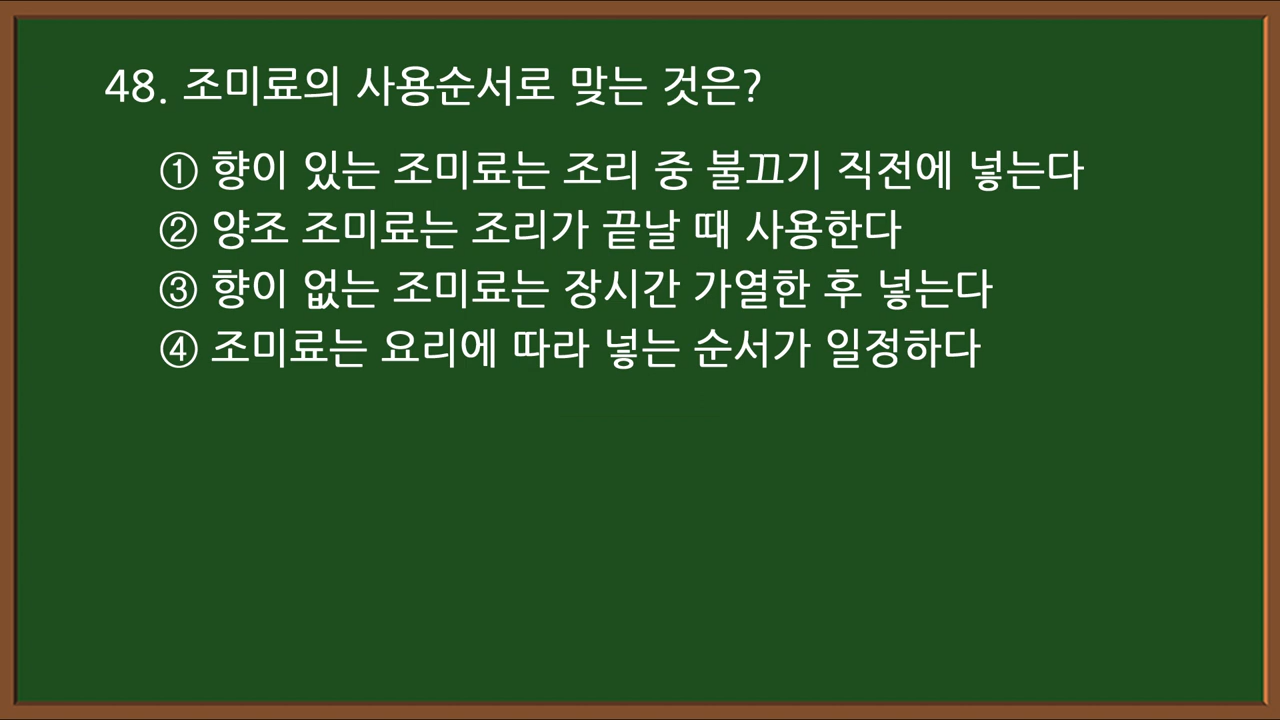 48. 조미료의 사용순서로 맞는 것은?
① 향이 있는 조미료는 조리 중 불끄기 직전에 넣는다
② 양조 조미료는 조리가 끝날 때 사용한다
③ 향이 없는 조미료는 장시간 가열한 후 넣는다
④ 조미료는 요리에 따라 넣는 순서가 일정하다